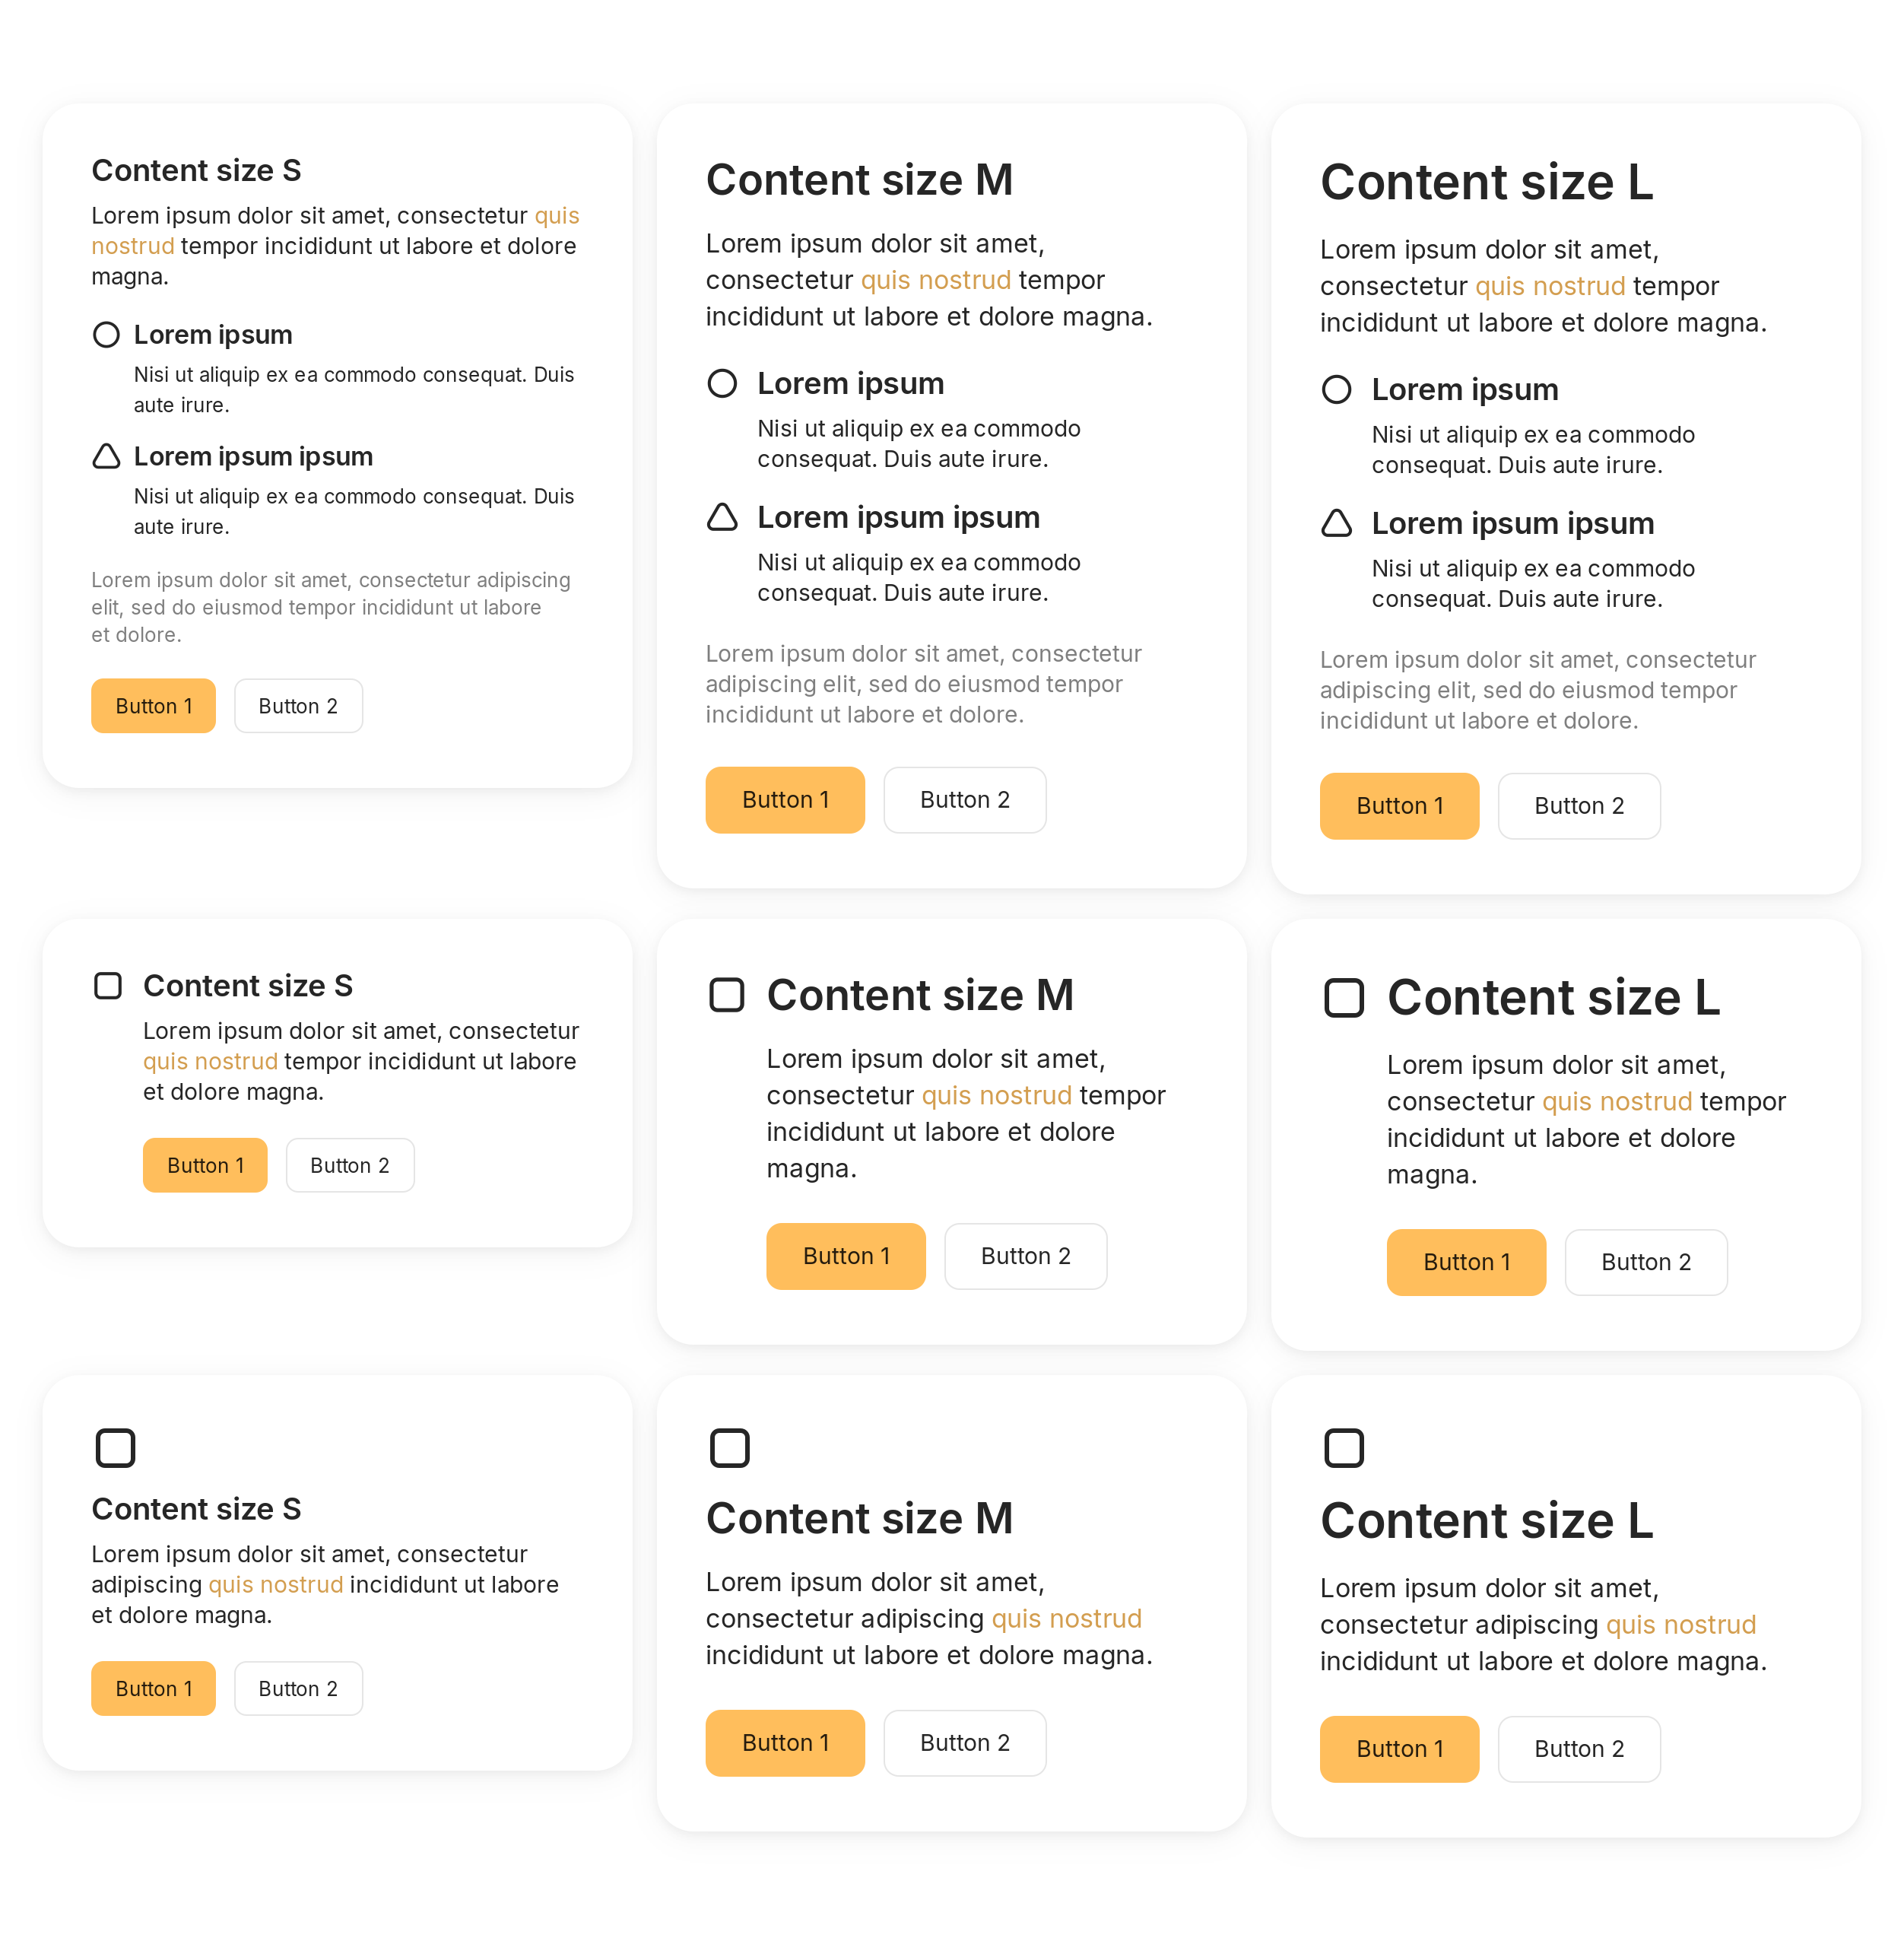 Content size S
Lorem ipsum dolor sit amet, consectetur quis
nostrud tempor incididunt ut labore et dolore
magna.
Lorem ipsum
Nisi ut aliquip ex ea commodo consequat. Duis
aute irure.
Lorem ipsum ipsum
Nisi ut aliquip ex ea commodo consequat. Duis
aute irure.
Lorem ipsum dolor sit amet, consectetur adipiscing
elit, sed do eiusmod tempor incididunt ut labore
et dolore.
Button 1 Button 2
Content size M
Lorem ipsum dolor sit amet,
consectetur quis nostrud tempor
incididunt ut labore et dolore magna.
Lorem ipsum
Nisi ut aliquip ex ea commodo
consequat. Duis aute irure.
Lorem ipsum ipsum
Nisi ut aliquip ex ea commodo
consequat. Duis aute irure.
Lorem ipsum dolor sit amet, consectetur
adipiscing elit, sed do eiusmod tempor
incididunt ut labore et dolore.
Button 1 Button 2
Content size L
Lorem ipsum dolor sit amet,
consectetur quis nostrud tempor
incididunt ut labore et dolore magna.
Lorem ipsum
Nisi ut aliquip ex ea commodo
consequat. Duis aute irure.
Lorem ipsum ipsum
Nisi ut aliquip ex ea commodo
consequat. Duis aute irure.
Lorem ipsum dolor sit amet, consectetur
adipiscing elit, sed do eiusmod tempor
incididunt ut labore et dolore.
Button 1 Button 2
Content size S
Lorem ipsum dolor sit amet, consectetur
quis nostrud tempor incididunt ut labore
et dolore magna.
Button 1 Button 2
Content size M
Lorem ipsum dolor sit amet,
consectetur quis nostrud tempor
incididunt ut labore et dolore
magna.
Button 1 Button 2
Content size L
Lorem ipsum dolor sit amet,
consectetur quis nostrud tempor
incididunt ut labore et dolore
magna.
Button 1 Button 2
Content size S
Lorem ipsum dolor sit amet, consectetur
adipiscing quis nostrud incididunt ut labore
et dolore magna.
Button 1 Button 2
Content size M
Lorem ipsum dolor sit amet,
consectetur adipiscing quis nostrud
incididunt ut labore et dolore magna.
Button 1 Button 2
Content size L
Lorem ipsum dolor sit amet,
consectetur adipiscing quis nostrud
incididunt ut labore et dolore magna.
Button 1 Button 2